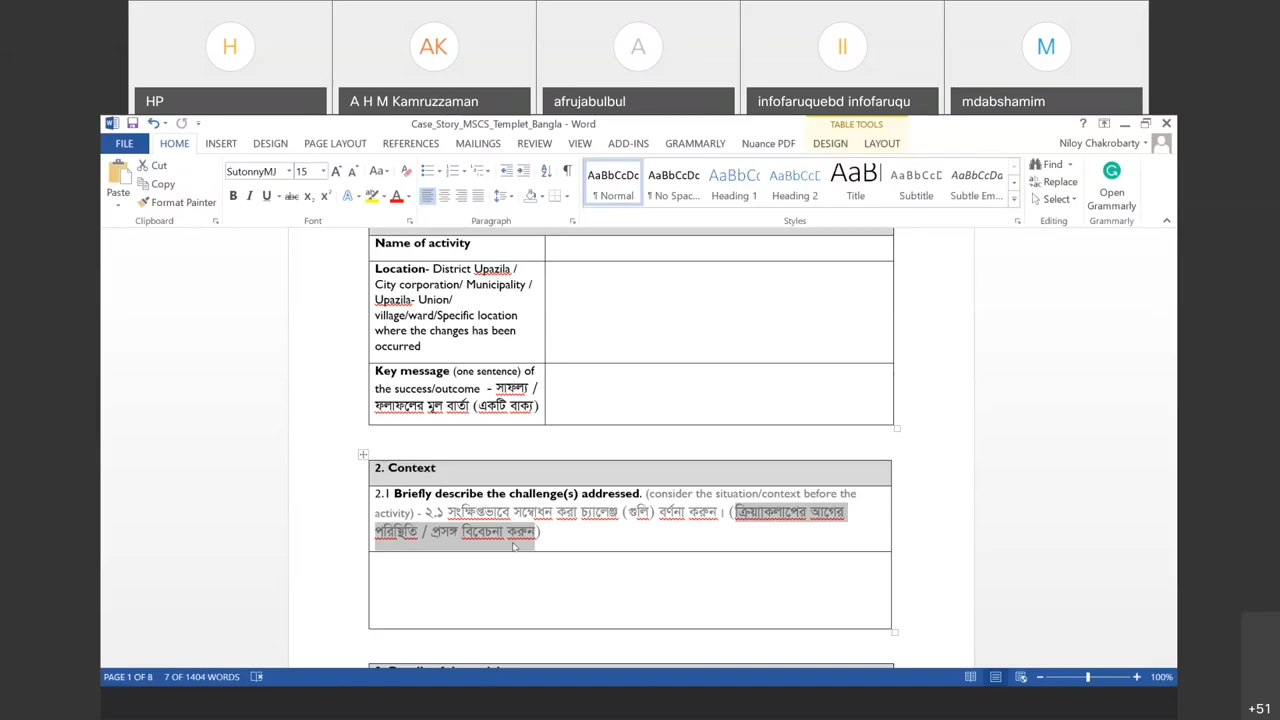 H
AK
A
II
M
HP
A H M Kamruzzaman
afrujabulbul
infofaruquebd infofaruqu
mdabshamim
Case_Story_MSCS_Templet_Bangla - Word
TABLE TOOLS
FILE HOME INSERT DESIGN PAGE LAYOUT REFERENCES MAILINGS REVIEW VIEW ADD-INS GRAMMARLY Nuance PDF DESIGN LAYOUT
Niloy Chakrobarty
Paste
Cut
Copy
Format Painter
SutonnyMJ 15
AaBbCcDc AaBbCcDc AaBbCc AaBbCc AaB AaBbCcD AaBbCcDc
¶ Normal ¶ No Spac... Heading 1 Heading 2 Title Subtitle Subtle Em...
Find
Replace
Select
Open
Grammarly
Clipboard Font Paragraph Styles Editing Grammarly
Name of activity
Location- District Upazila /
City corporation/ Municipality /
Upazila- Union/
village/ward/Specific location
where the changes has been
occurred
Key message (one sentence) of
the success/outcome - সাফল্য /
ফলাফলের মূল বার্তা (একটি বাক্য)
2. Context
2.1 Briefly describe the challenge(s) addressed. (consider the situation/context before the
activity) - ২.১ সংক্ষিপ্তভাবে সম্বোধন করা চ্যালেঞ্জ (গুলি) বর্ণনা করুন। (ক্রিয়াাকলাপের আগের
পরিস্থিতি / প্রসঙ্গ বিবেচনা করুন)
PAGE 1 OF 8 7 OF 1404 WORDS
100%
+51